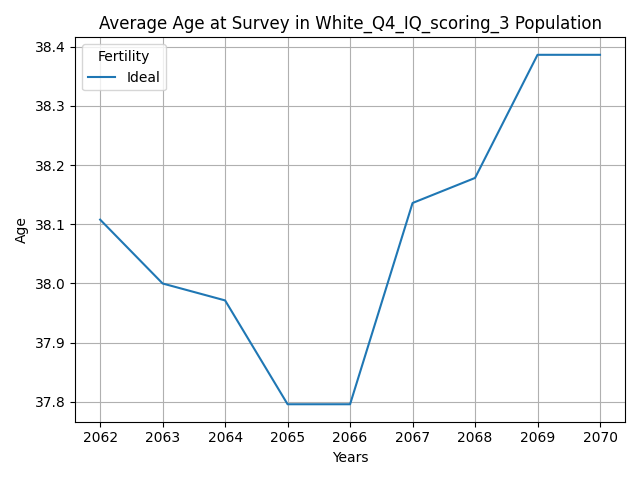 Average Age at Survey in White_Q4_IQ_scoring_3 Population
Fertility
Ideal
38.4
38.3
38.2
38.1
38.0
37.9
37.8
Age
2062 2063 2064 2065 2066 2067 2068 2069 2070
Years